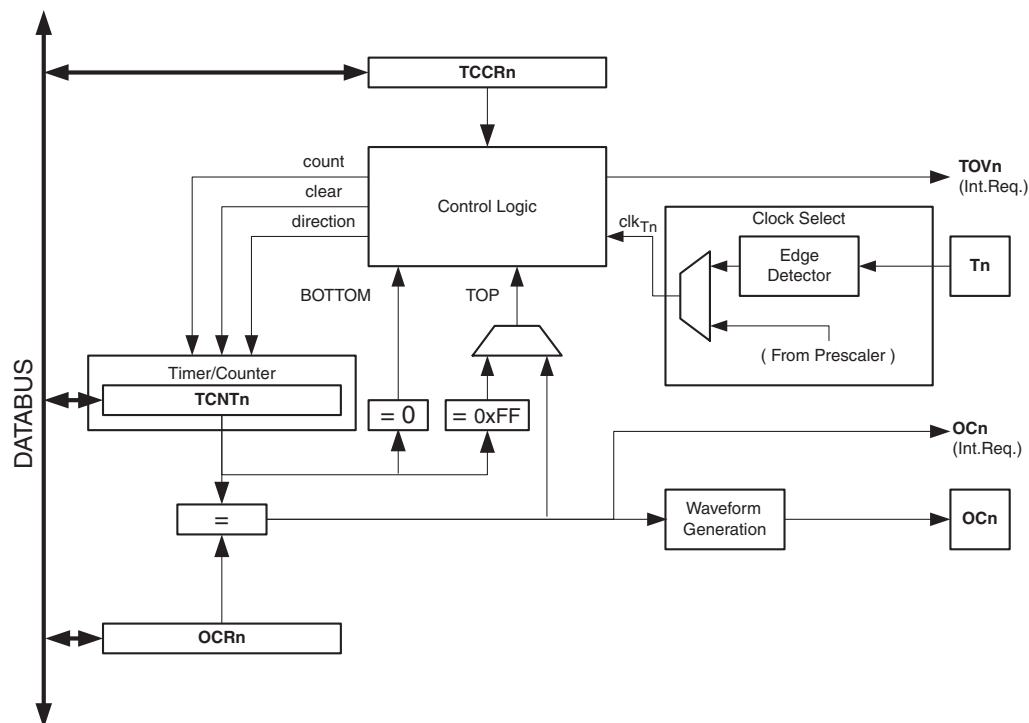 TCCRn
count
clear
direction
Control Logic
TOVn
(Int.Req.)
clkTn
Clock Select
Edge
Detector
Tn
( From Prescaler )
BOTTOM
TOP
DATABUS
Timer/Counter
TCNTn
= 0
= 0xFF
OCn
(Int.Req.)
=
Waveform
Generation
OCn
OCRn